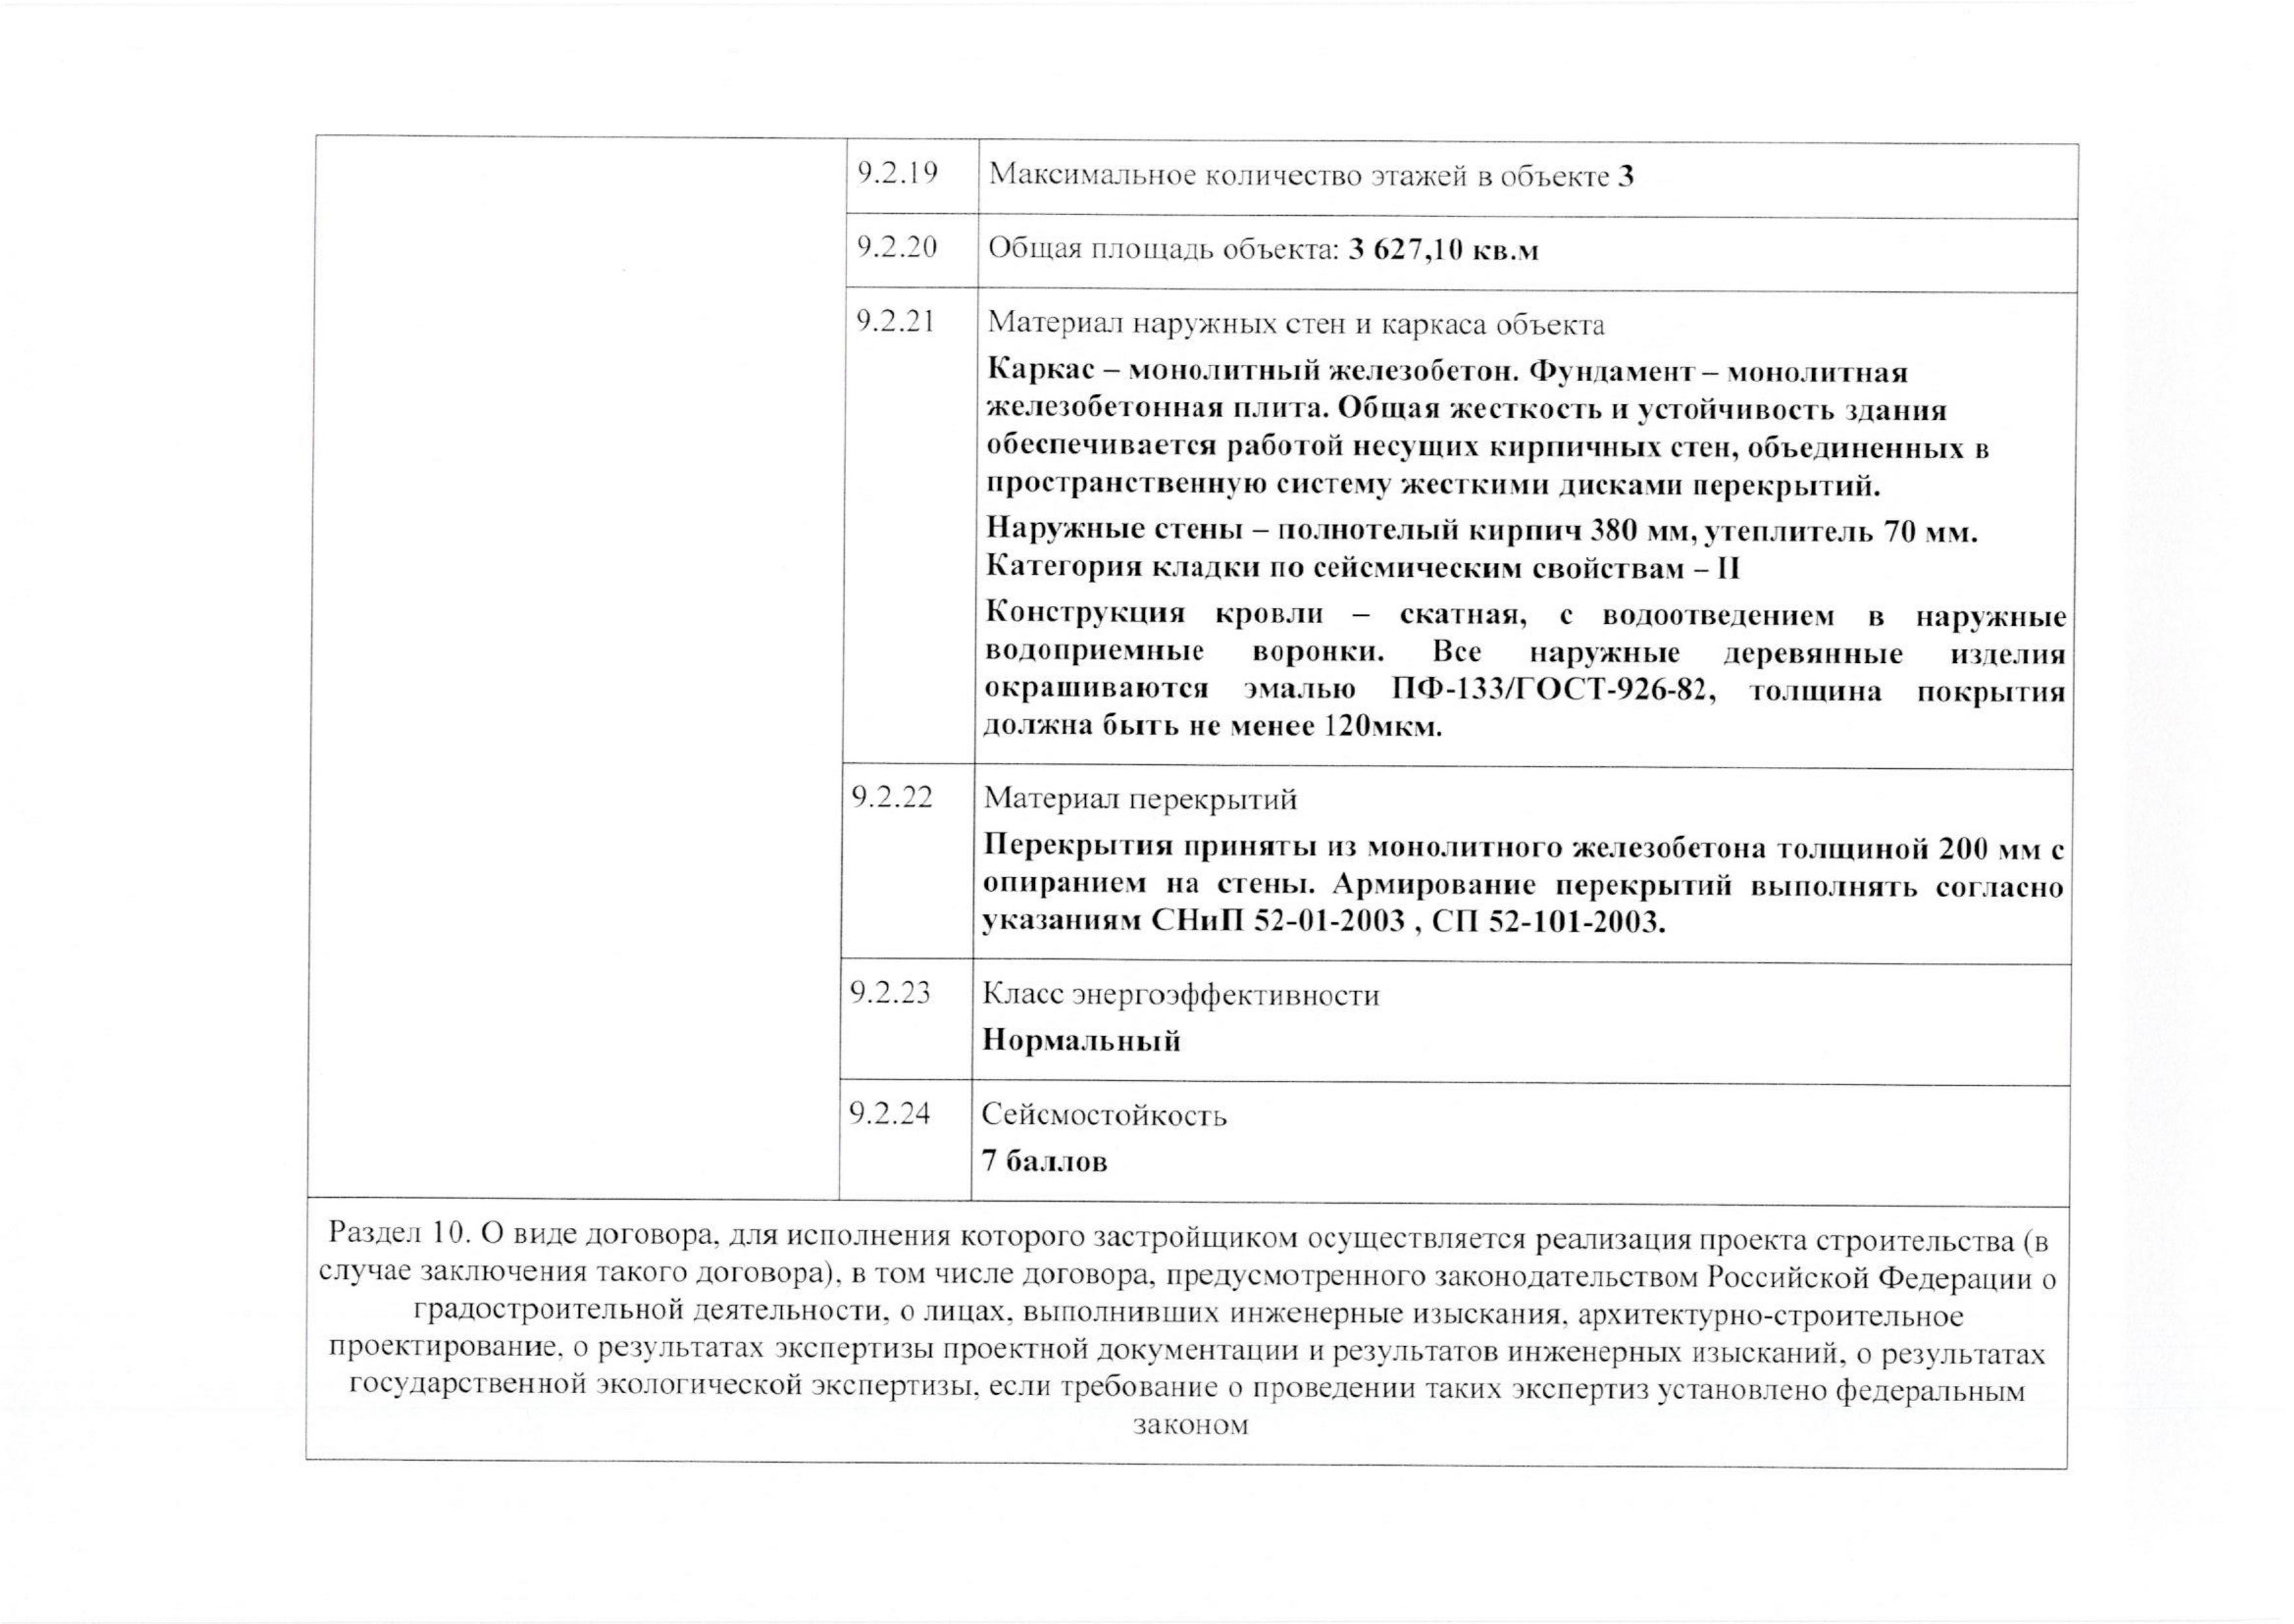 9.2.19 Максимальное количество этажей в объекте 3
9.2.20 Общая площадь объекта: 3 627,10 кв.м
9.2.21 Материал наружных стен и каркаса объекта
Каркас – монолитный железобетон. Фундамент – монолитная
железобетонная плита. Общая жесткость и устойчивость здания
обеспечивается работой несущих кирпичных стен, объединенных в
пространственную систему жесткими дисками перекрытий.
Наружные стены – полнотелый кирпич 380 мм, утеплитель 70 мм.
Категория кладки по сейсмическим свойствам – II
Конструкция кровли – скатная, с водоотведением в наружные
водоприемные воронки. Все наружные деревянные изделия
окрашиваются эмалью ПФ-133/ГОСТ-926-82, толщина покрытия
должна быть не менее 120мкм.
9.2.22 Материал перекрытий
Перекрытия приняты из монолитного железобетона толщиной 200 мм с
опиранием на стены. Армирование перекрытий выполнять согласно
указаниям СНиП 52-01-2003 , СП 52-101-2003.
9.2.23 Класс энергоэффективности
Нормальный
9.2.24 Сейсмостойкость
7 баллов
Раздел 10. О виде договора, для исполнения которого застройщиком осуществляется реализация проекта строительства (в
случае заключения такого договора), в том числе договора, предусмотренного законодательством Российской Федерации о
градостроительной деятельности, о лицах, выполнивших инженерные изыскания, архитектурно-строительное
проектирование, о результатах экспертизы проектной документации и результатов инженерных изысканий, о результатах
государственной экологической экспертизы, если требование о проведении таких экспертиз установлено федеральным
законом